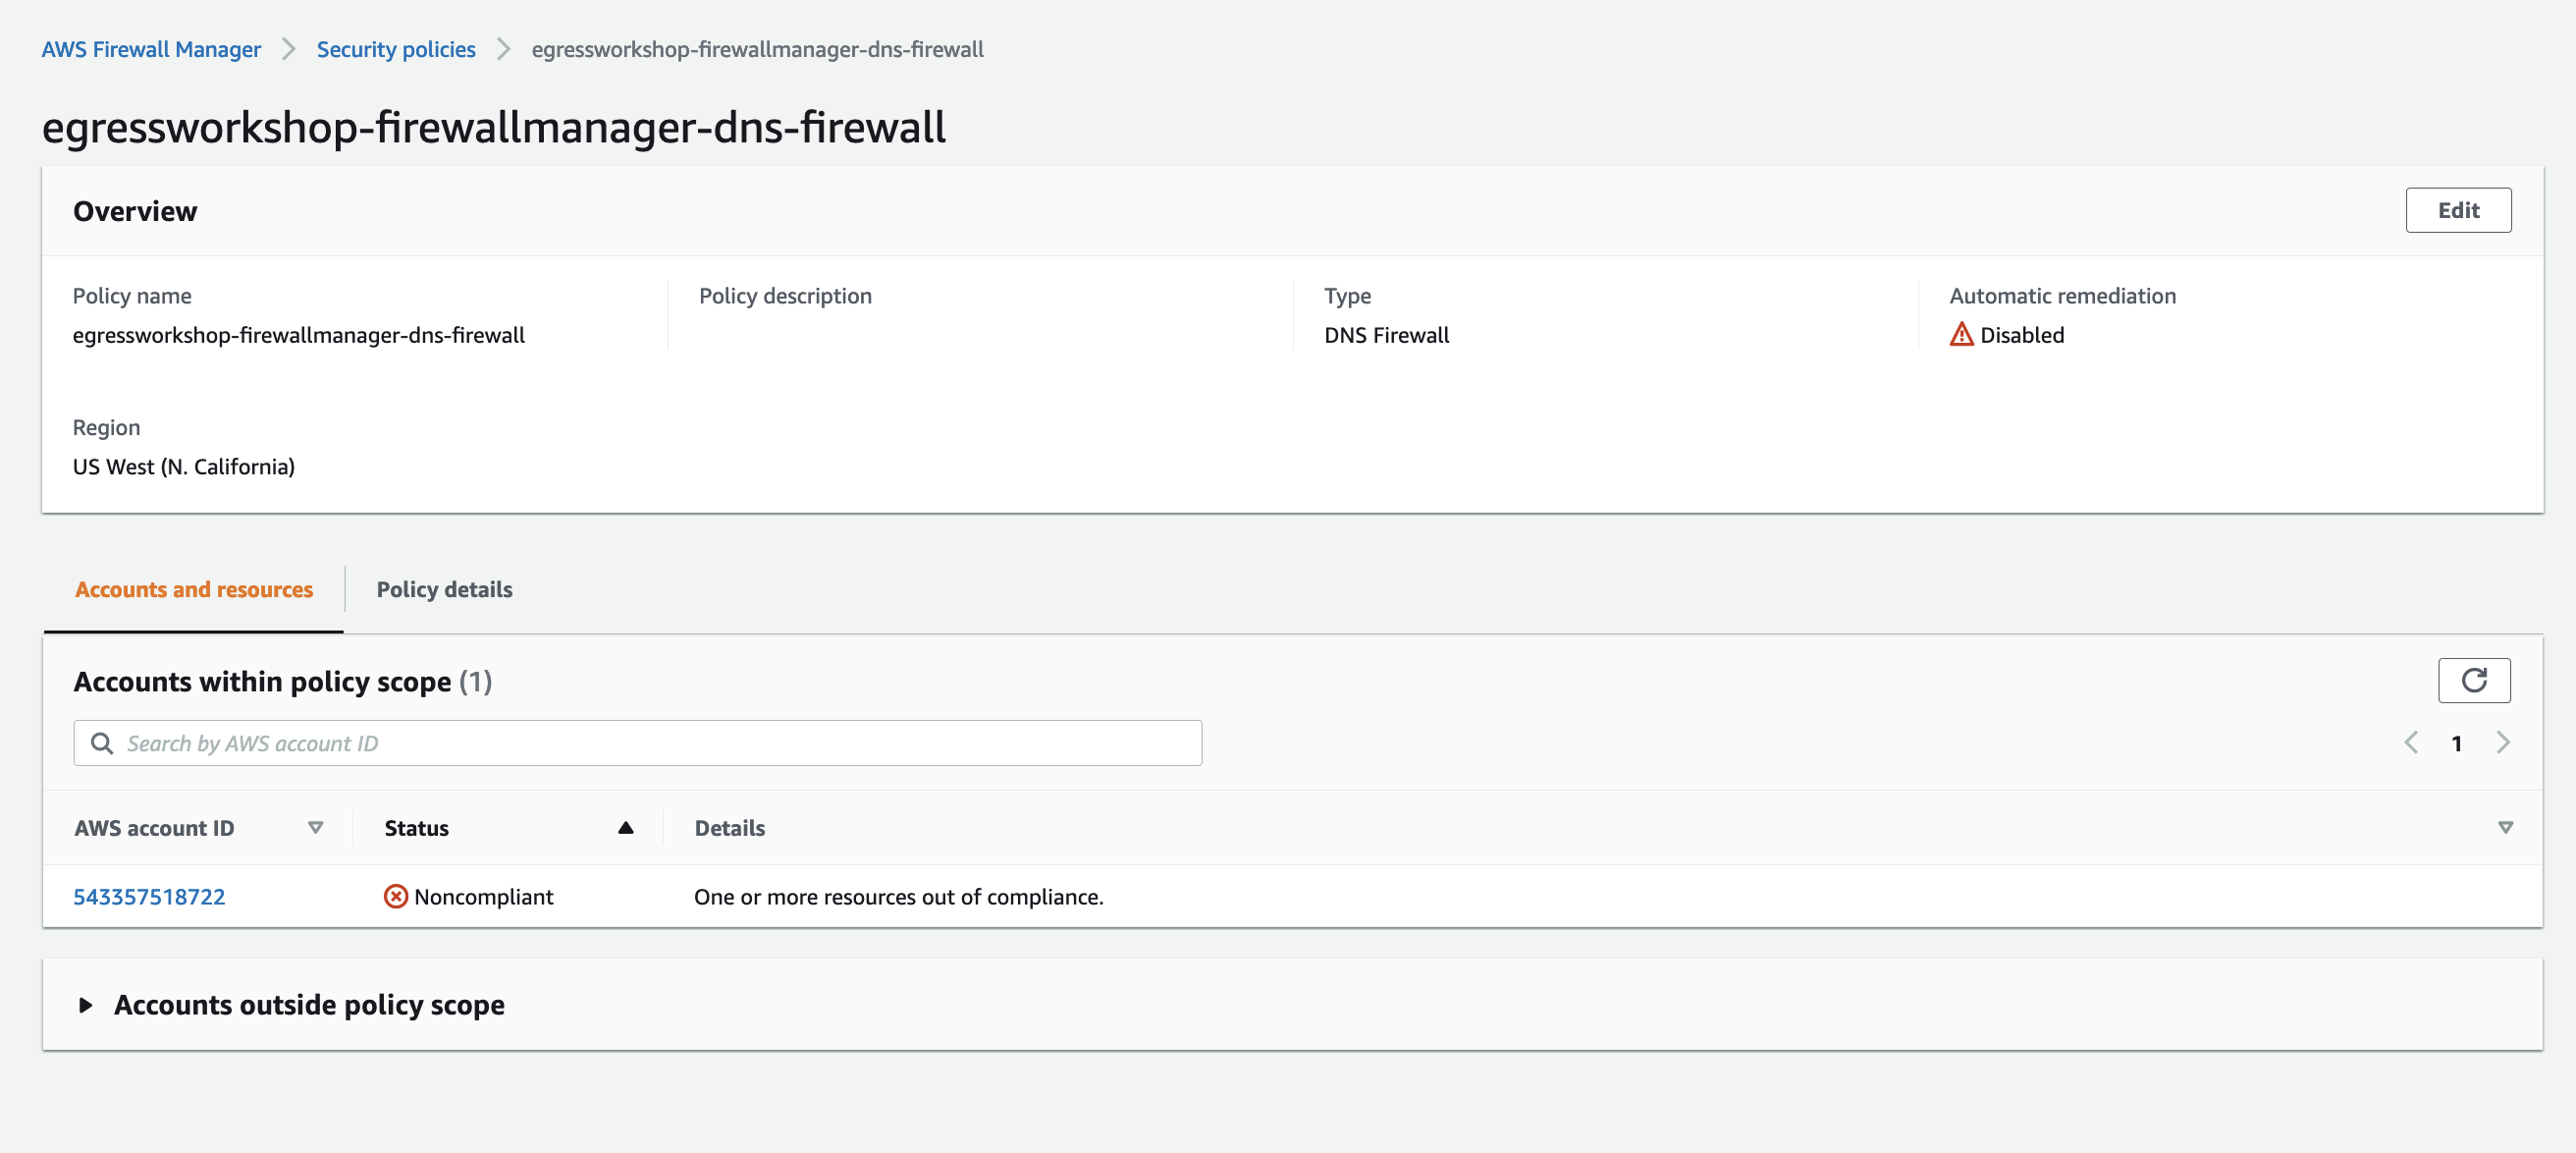 AWS Firewall Manager > Security policies > egressworkshop-firewallmanager-dns-firewall
egressworkshop-firewallmanager-dns-firewall
Overview
Edit
Policy name
egressworkshop-firewallmanager-dns-firewall
Policy description
Type
DNS Firewall
Automatic remediation
Disabled
Region
US West (N. California)
Accounts and resources
Policy details
Accounts within policy scope (1)
Search by AWS account ID
1
AWS account ID Status Details
543357518722 Noncompliant One or more resources out of compliance.
Accounts outside policy scope